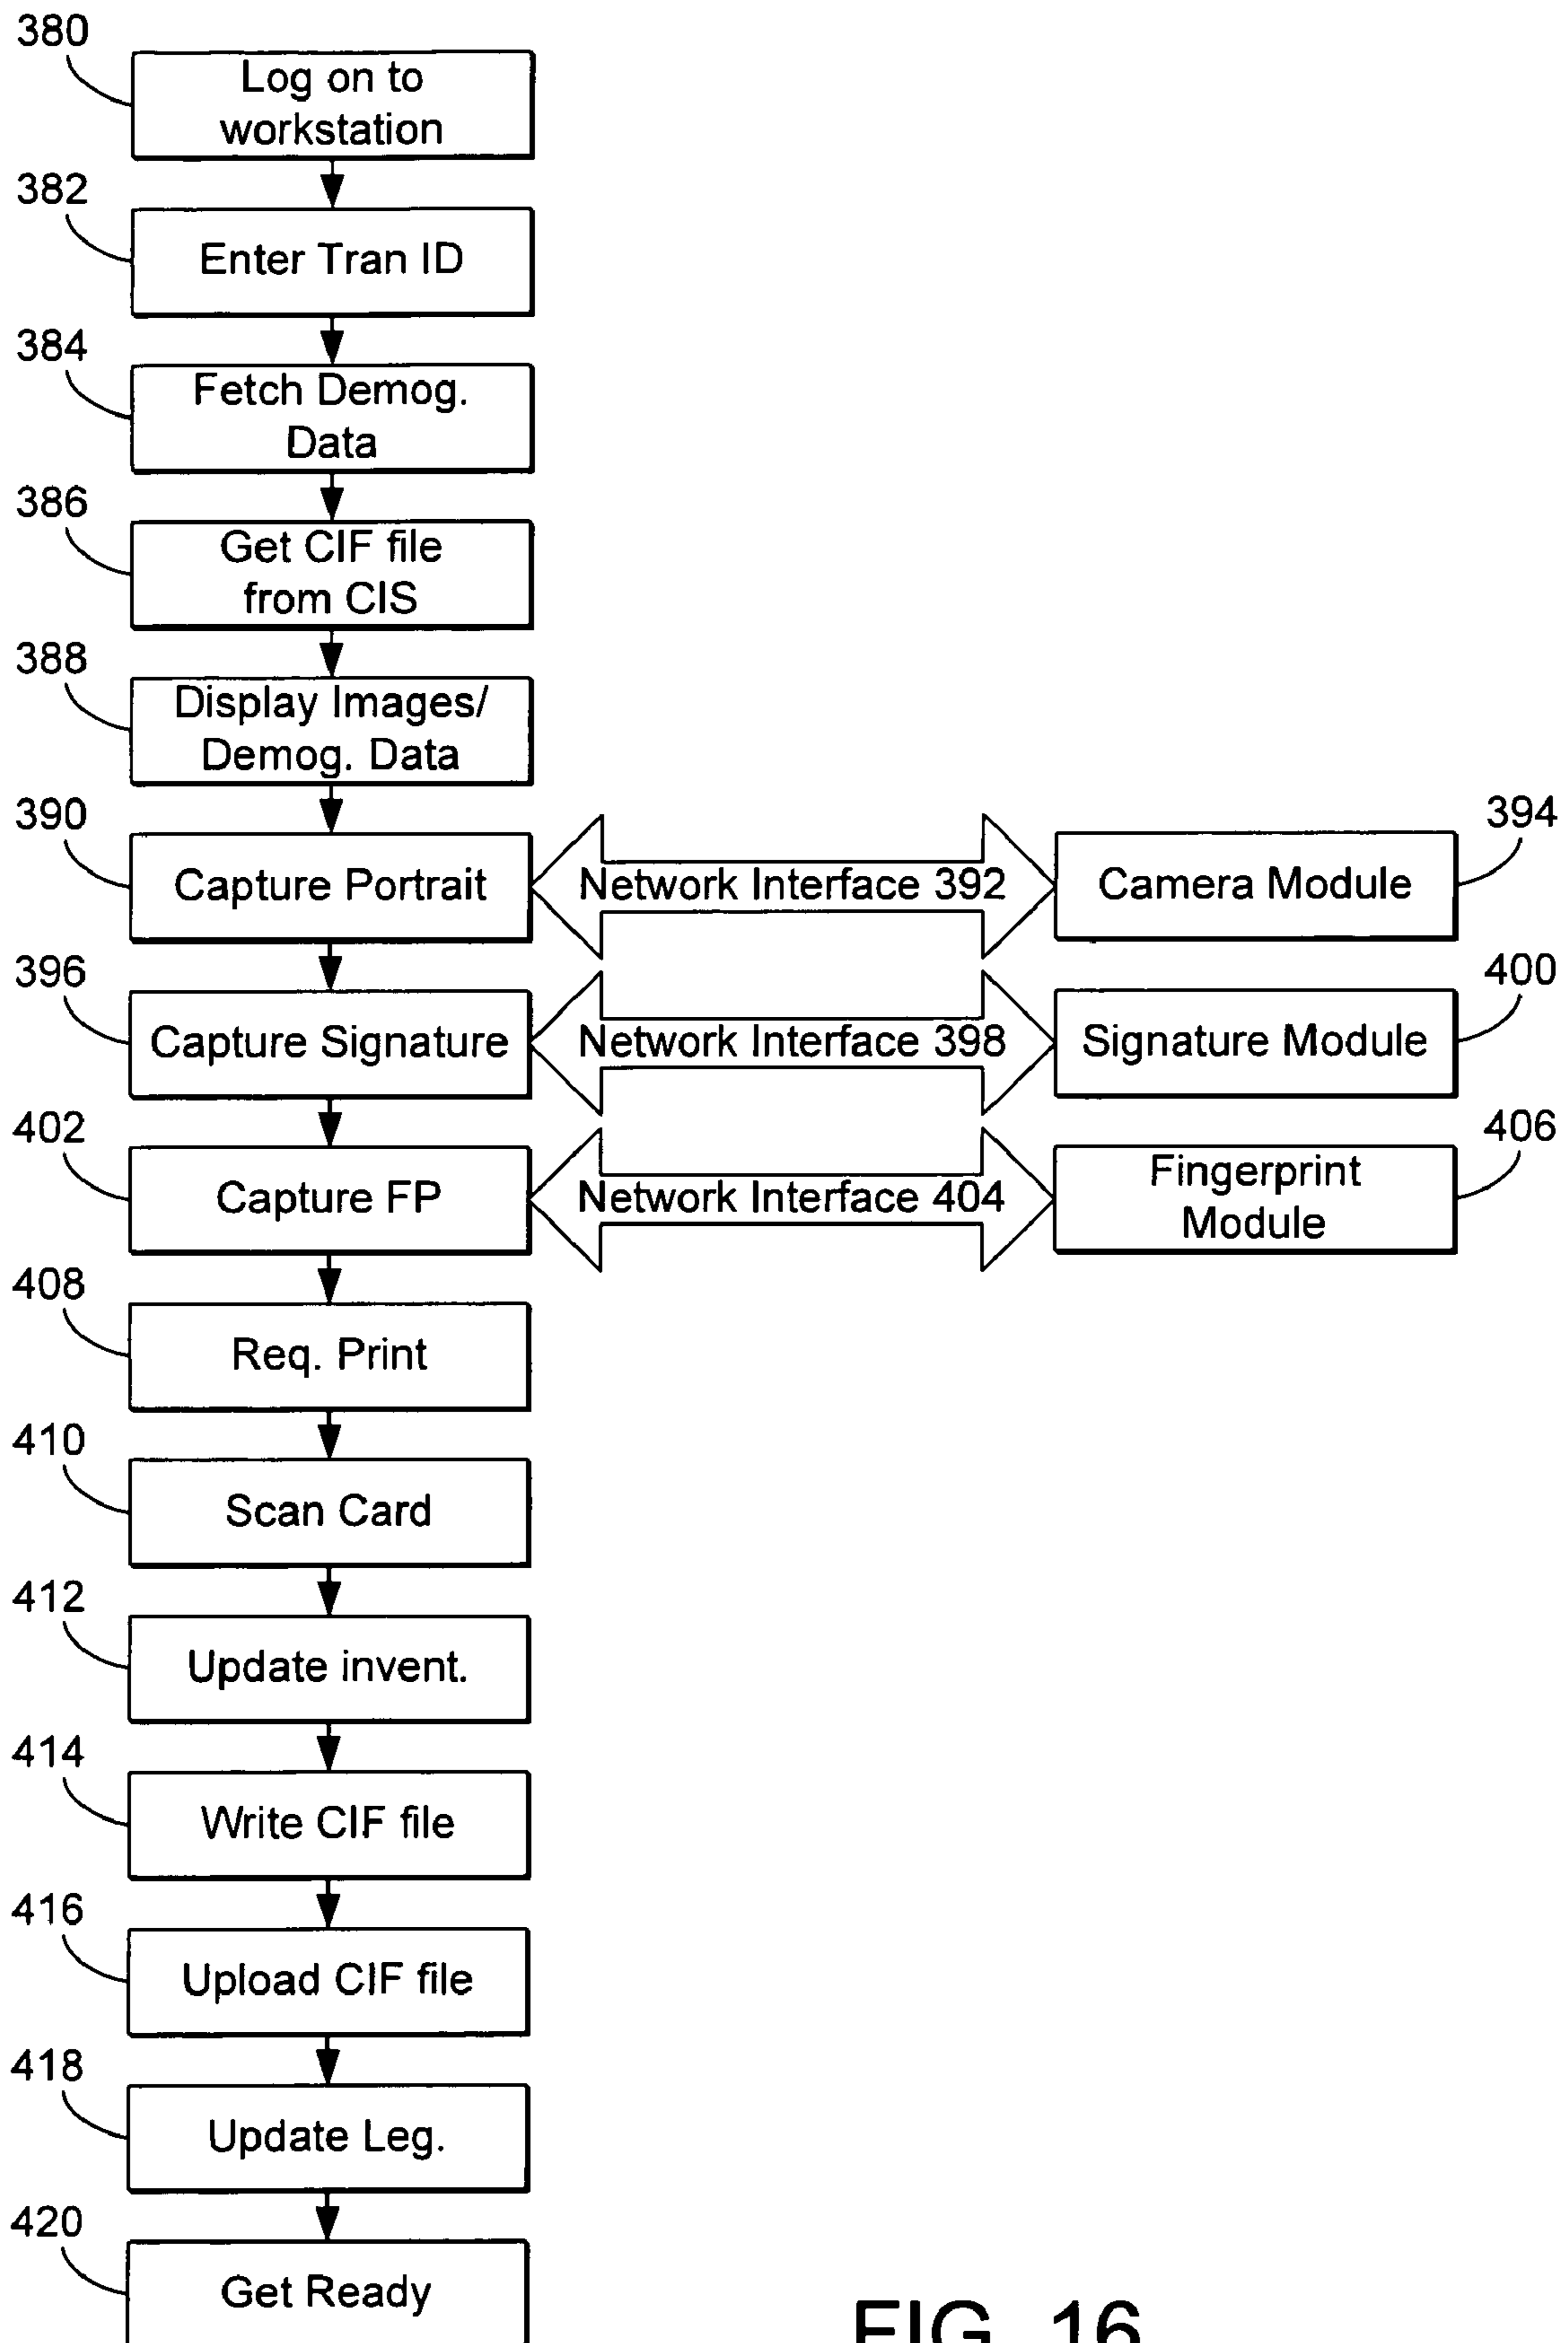 380
Log on to
workstation
382
Enter Tran ID
384
Fetch Demog.
Data
386
Get CIF file
from CIS
388
Display Images/
Demog. Data
390
Capture Portrait
Network Interface 392
Camera Module
394
396
Capture Signature
Network Interface 398
Signature Module
400
402
Capture FP
Network Interface 404
Fingerprint
Module
406
408
Req. Print
410
Scan Card
412
Update invent.
414
Write CIF file
416
Upload CIF file
418
Update Leg.
420
Get Ready
FIG. 16